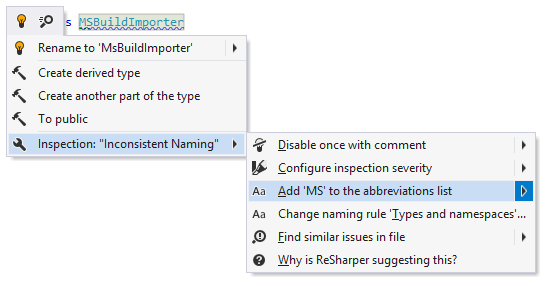 s MSBuildImporter
Rename to 'MsBuildImporter'
Create derived type
Create another part of the type
To public
Inspection: "Inconsistent Naming"
Disable once with comment
Configure inspection severity
Aa Add 'MS' to the abbreviations list
Aa Change naming rule 'Types and namespaces'...
Find similar issues in file
Why is ReSharper suggesting this?